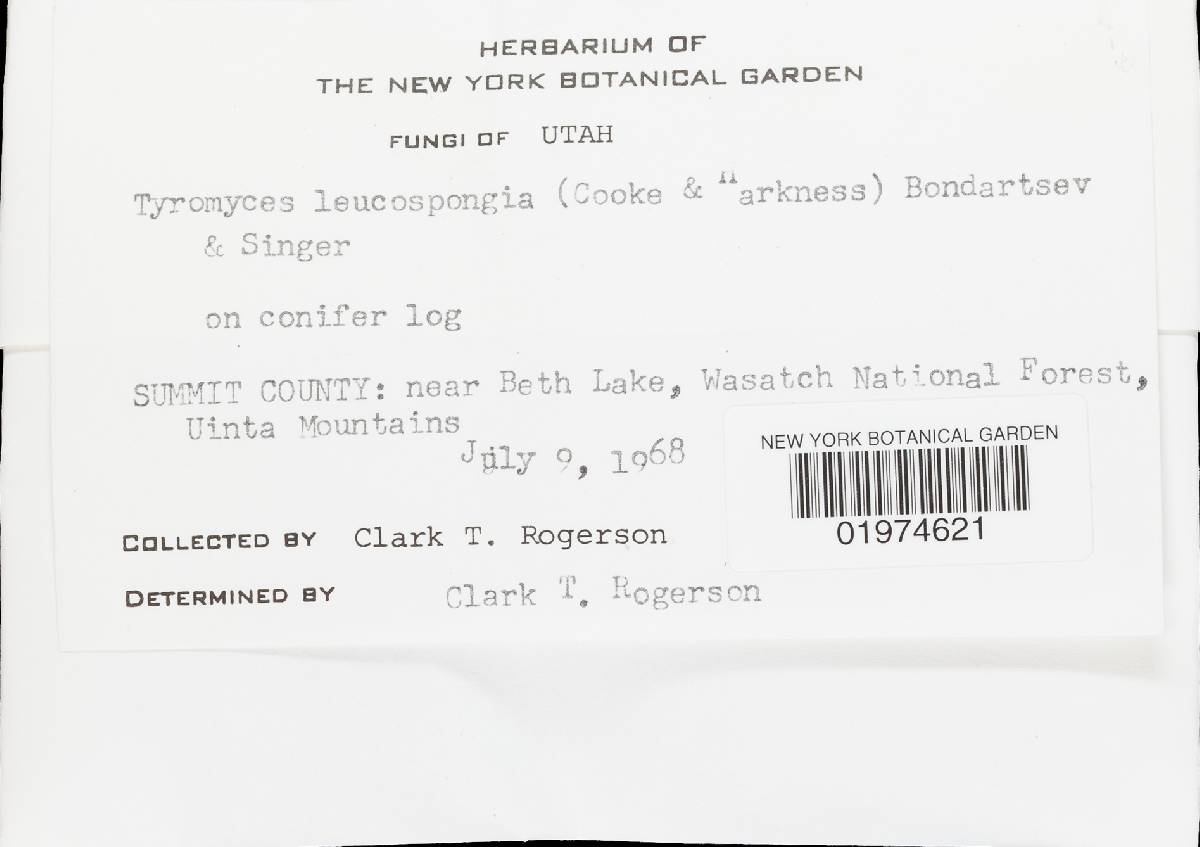 HERBARIUM OF
THE NEW YORK BOTANICAL GARDEN
FUNGI OF UTAH
Tyromyces leucospongia (Cooke & Harkness) Bondartsev
& Singer
on conifer log
SUMMIT COUNTY: near Beth Lake, Wasatch National Forest,
Uinta Mountains
July 9, 1968
NEW YORK BOTANICAL GARDEN
01974621
COLLECTED BY Clark T. Rogerson
DETERMINED BY Clark T. Rogerson